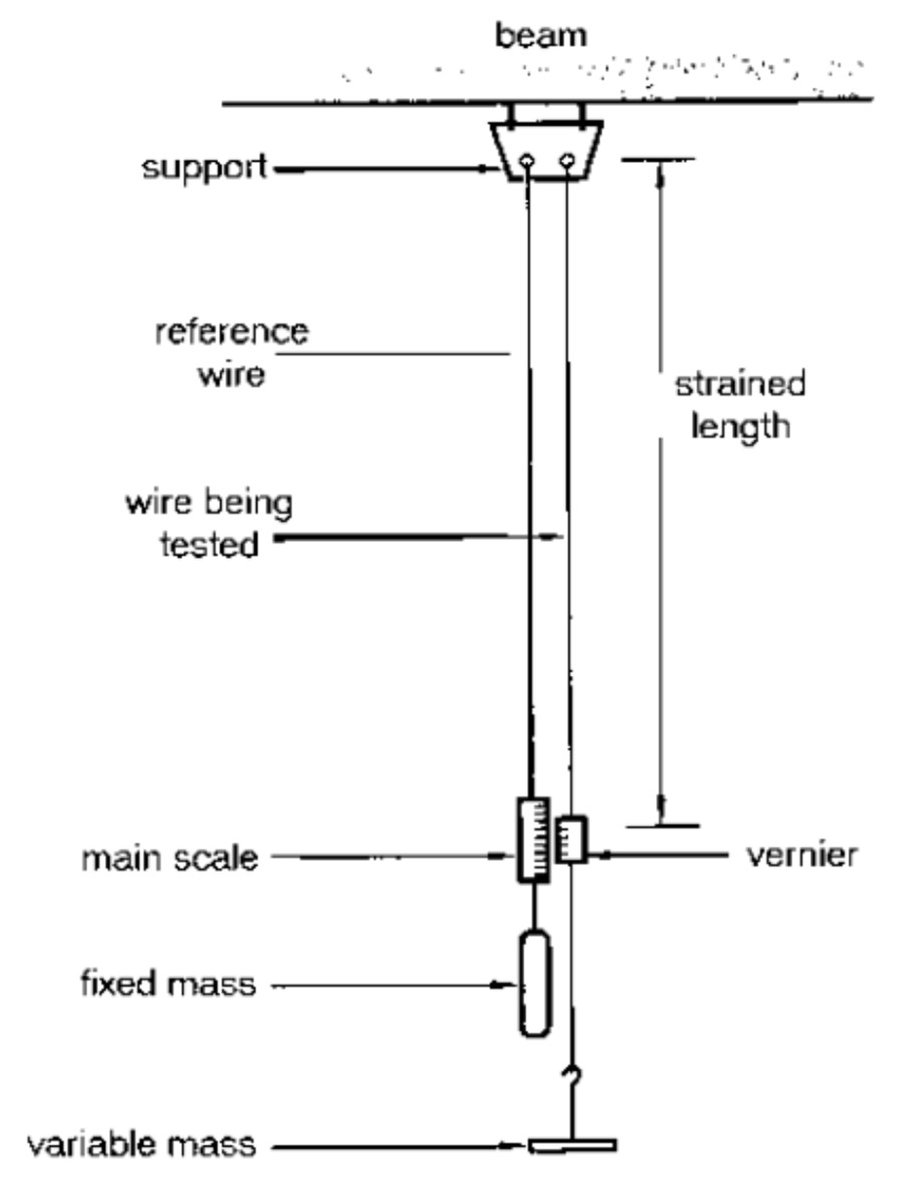 beam
support
reference
wire
strained
length
wire being
tested
main scale
vernier
fixed mass
variable mass